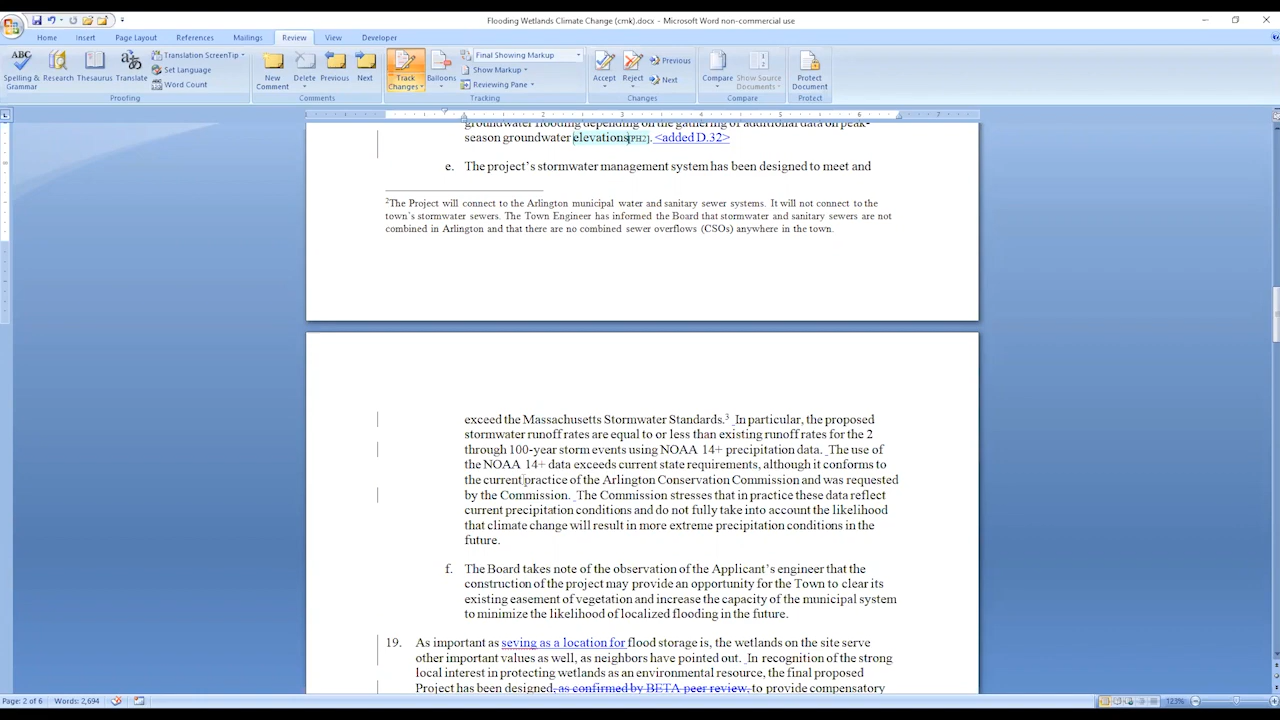 Flooding Wetlands Climate Change (cmk).docx - Microsoft Word non-commercial use
Home Insert Page Layout References Mailings Review View Developer
ABC Spelling & Grammar
Research
Thesaurus
Translate
Translation ScreenTip
Set Language
Word Count
Proofing
New Comment
Delete
Previous
Next
Comments
Track Changes
Balloons
Final Showing Markup
Show Markup
Reviewing Pane
Tracking
Accept
Reject
Previous
Next
Changes
Compare
Show Source Documents
Compare
Protect Document
Protect
groundwater flooding depending on the gathering of additional data on peak-
season groundwater elevations[PH2]. <added D.32>
e. The project's stormwater management system has been designed to meet and
2The Project will connect to the Arlington municipal water and sanitary sewer systems. It will not connect to the
town's stormwater sewers. The Town Engineer has informed the Board that stormwater and sanitary sewers are not
combined in Arlington and that there are no combined sewer overflows (CSOs) anywhere in the town.
exceed the Massachusetts Stormwater Standards.3 In particular, the proposed
stormwater runoff rates are equal to or less than existing runoff rates for the 2
through 100-year storm events using NOAA 14+ precipitation data. The use of
the NOAA 14+ data exceeds current state requirements, although it conforms to
the current practice of the Arlington Conservation Commission and was requested
by the Commission. The Commission stresses that in practice these data reflect
current precipitation conditions and do not fully take into account the likelihood
that climate change will result in more extreme precipitation conditions in the
future.
f. The Board takes note of the observation of the Applicant's engineer that the
construction of the project may provide an opportunity for the Town to clear its
existing easement of vegetation and increase the capacity of the municipal system
to minimize the likelihood of localized flooding in the future.
19. As important as seving as a location for flood storage is, the wetlands on the site serve
other important values as well, as neighbors have pointed out. In recognition of the strong
local interest in protecting wetlands as an environmental resource, the final proposed
Project has been designed, as confirmed by BETA peer review, to provide compensatory
Page: 2 of 6 Words: 2,694 123%